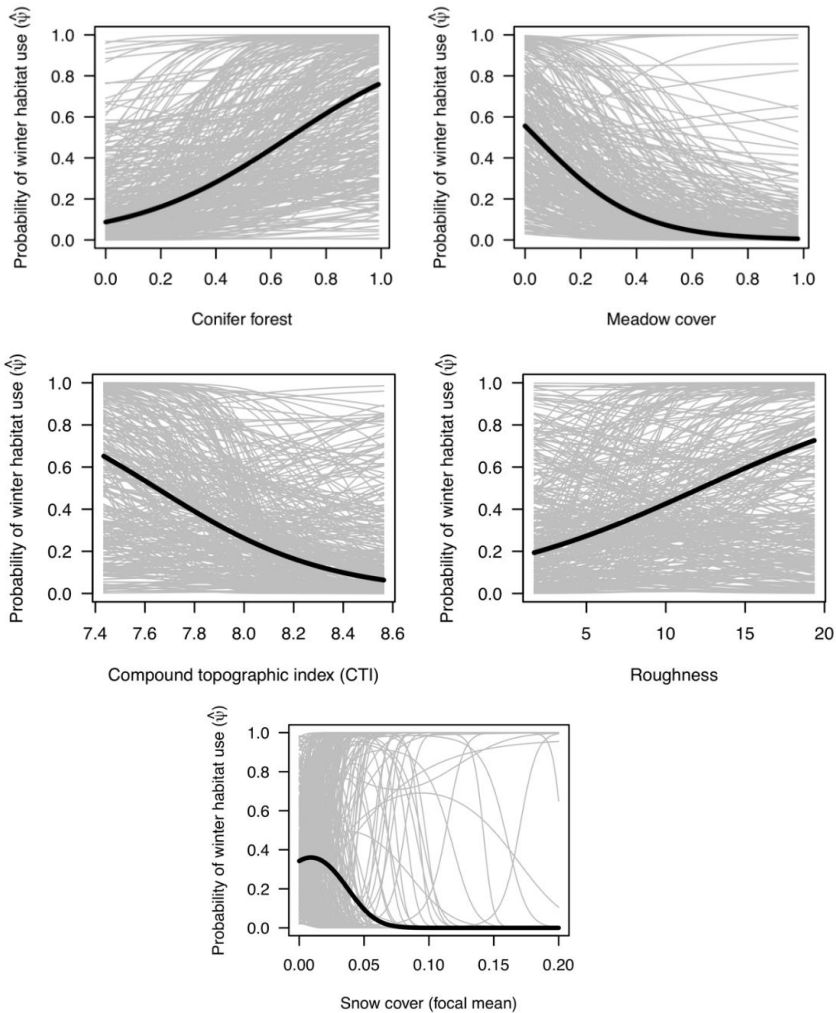 Probability of winter habitat use (ψ̂)
1.0
0.8
0.6
0.4
0.2
0.0
0.0 0.2 0.4 0.6 0.8 1.0
Conifer forest
Probability of winter habitat use (ψ̂)
1.0
0.8
0.6
0.4
0.2
0.0
0.0 0.2 0.4 0.6 0.8 1.0
Meadow cover
Probability of winter habitat use (ψ̂)
1.0
0.8
0.6
0.4
0.2
0.0
7.4 7.6 7.8 8.0 8.2 8.4 8.6
Compound topographic index (CTI)
Probability of winter habitat use (ψ̂)
1.0
0.8
0.6
0.4
0.2
0.0
5 10 15 20
Roughness
Probability of winter habitat use (ψ̂)
1.0
0.8
0.6
0.4
0.2
0.0
0.00 0.05 0.10 0.15 0.20
Snow cover (focal mean)